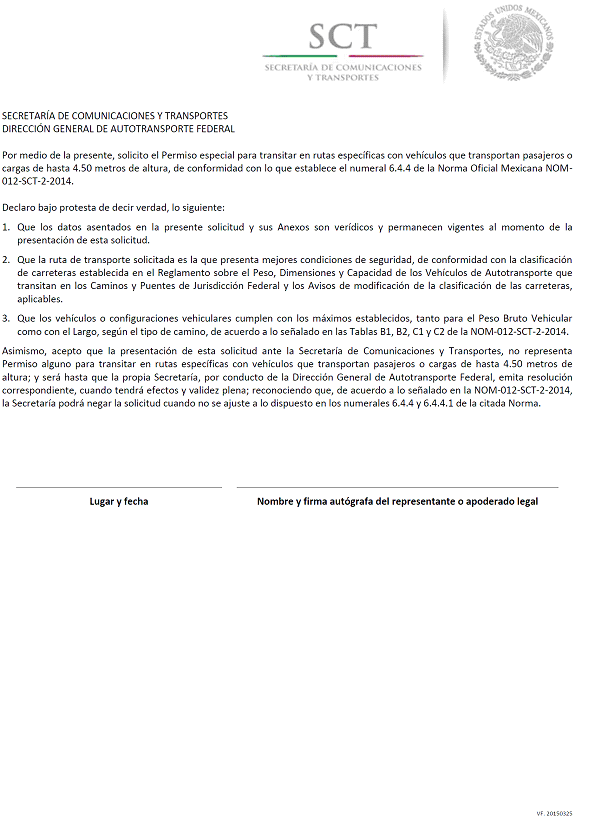 SCT
SECRETARÍA DE COMUNICACIONES
Y TRANSPORTES
ESTADOS UNIDOS MEXICANOS
SECRETARÍA DE COMUNICACIONES Y TRANSPORTES
DIRECCIÓN GENERAL DE AUTOTRANSPORTE FEDERAL
Por medio de la presente, solicito el Permiso especial para transitar en rutas específicas con vehículos que transportan pasajeros o
cargas de hasta 4.50 metros de altura, de conformidad con lo que establece el numeral 6.4.4 de la Norma Oficial Mexicana NOM-
012-SCT-2-2014.
Declaro bajo protesta de decir verdad, lo siguiente:
1. Que los datos asentados en la presente solicitud y sus Anexos son verídicos y permanecen vigentes al momento de la
presentación de esta solicitud.
2. Que la ruta de transporte solicitada es la que presenta mejores condiciones de seguridad, de conformidad con la clasificación
de carreteras establecida en el Reglamento sobre el Peso, Dimensiones y Capacidad de los Vehículos de Autotransporte que
transitan en los Caminos y Puentes de Jurisdicción Federal y los Avisos de modificación de la clasificación de las carreteras,
aplicables.
3. Que los vehículos o configuraciones vehiculares cumplen con los máximos establecidos, tanto para el Peso Bruto Vehicular
como con el Largo, según el tipo de camino, de acuerdo a lo señalado en las Tablas B1, B2, C1 y C2 de la NOM-012-SCT-2-2014.
Asimismo, acepto que la presentación de esta solicitud ante la Secretaría de Comunicaciones y Transportes, no representa
Permiso alguno para transitar en rutas específicas con vehículos que transportan pasajeros o cargas de hasta 4.50 metros de
altura; y será hasta que la propia Secretaría, por conducto de la Dirección General de Autotransporte Federal, emita resolución
correspondiente, cuando tendrá efectos y validez plena; reconociendo que, de acuerdo a lo señalado en la NOM-012-SCT-2-2014,
la Secretaría podrá negar la solicitud cuando no se ajuste a lo dispuesto en los numerales 6.4.4 y 6.4.4.1 de la citada Norma.
Lugar y fecha
Nombre y firma autógrafa del representante o apoderado legal
VF. 20150325